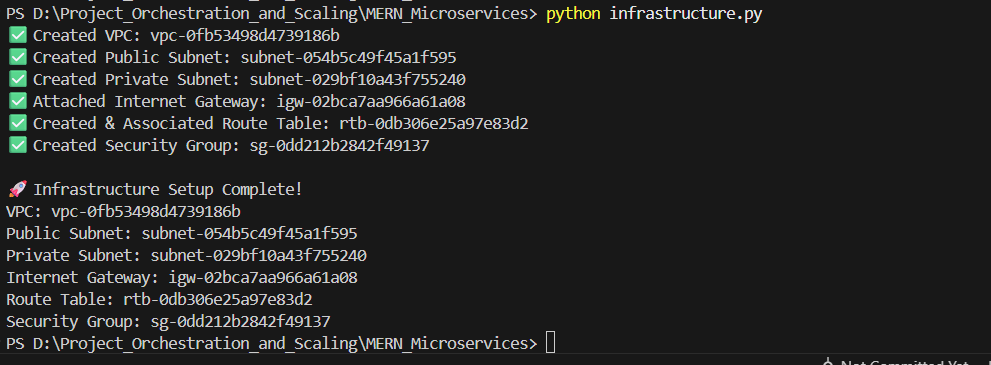 PS D:\Project_Orchestration_and_Scaling\MERN_Microservices> python infrastructure.py
✅ Created VPC: vpc-0fb53498d4739186b
✅ Created Public Subnet: subnet-054b5c49f45a1f595
✅ Created Private Subnet: subnet-029bf10a43f755240
✅ Attached Internet Gateway: igw-02bca7aa966a61a08
✅ Created & Associated Route Table: rtb-0db306e25a97e83d2
✅ Created Security Group: sg-0dd212b2842f49137
🚀 Infrastructure Setup Complete!
VPC: vpc-0fb53498d4739186b
Public Subnet: subnet-054b5c49f45a1f595
Private Subnet: subnet-029bf10a43f755240
Internet Gateway: igw-02bca7aa966a61a08
Route Table: rtb-0db306e25a97e83d2
Security Group: sg-0dd212b2842f49137
PS D:\Project_Orchestration_and_Scaling\MERN_Microservices>
Not Committed Yet